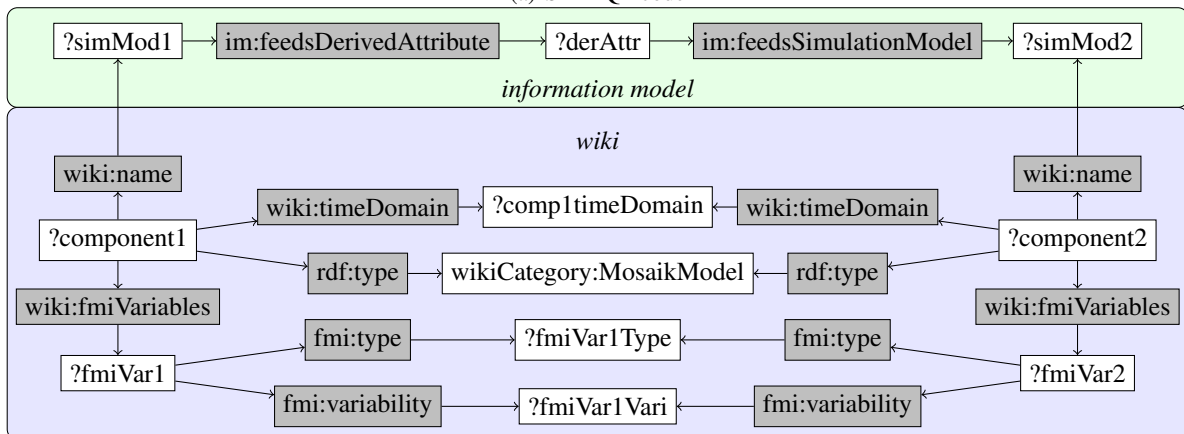 ?simMod1 im:feedsDerivedAttribute ?derAttr im:feedsSimulationModel ?simMod2
information model
wiki
wiki:name wiki:name
wiki:timeDomain ?comp1timeDomain wiki:timeDomain
?component1 ?component2
rdf:type wikiCategory:MosaikModel rdf:type
wiki:fmiVariables wiki:fmiVariables
fmi:type ?fmiVar1Type fmi:type
?fmiVar1 ?fmiVar2
fmi:variability ?fmiVar1Vari fmi:variability